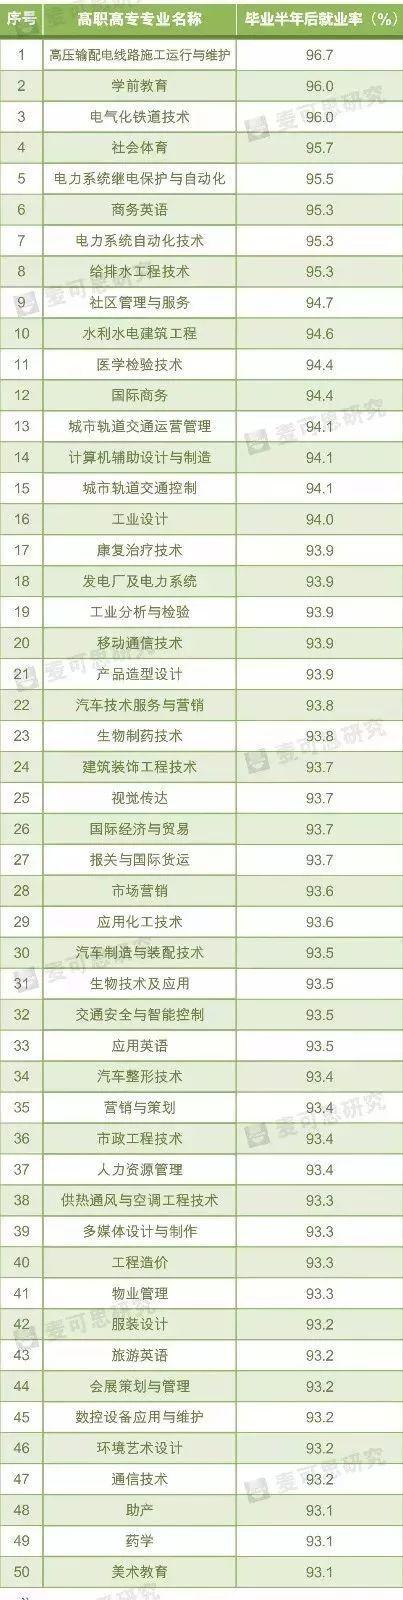 序号 高职高专专业名称 毕业半年后就业率（%）
1 高压输配电线路施工运行与维护 96.7
2 学前教育 96.0
3 电气化铁道技术 96.0
4 社会体育 95.7
5 电力系统继电保护与自动化 95.5
6 商务英语 95.3
7 电力系统自动化技术 95.3
8 给排水工程技术 95.3
9 社区管理与服务 94.7
10 水利水电建筑工程 94.6
11 医学检验技术 94.4
12 国际商务 94.4
13 城市轨道交通运营管理 94.1
14 计算机辅助设计与制造 94.1
15 城市轨道交通控制 94.1
16 工业设计 94.0
17 康复治疗技术 93.9
18 发电厂及电力系统 93.9
19 工业分析与检验 93.9
20 移动通信技术 93.9
21 产品造型设计 93.9
22 汽车技术服务与营销 93.8
23 生物制药技术 93.8
24 建筑装饰工程技术 93.7
25 视觉传达 93.7
26 国际经济与贸易 93.7
27 报关与国际货运 93.7
28 市场营销 93.6
29 应用化工技术 93.6
30 汽车制造与装配技术 93.5
31 生物技术及应用 93.5
32 交通安全与智能控制 93.5
33 应用英语 93.5
34 汽车整形技术 93.4
35 营销与策划 93.4
36 市政工程技术 93.4
37 人力资源管理 93.4
38 供热通风与空调工程技术 93.3
39 多媒体设计与制作 93.3
40 工程造价 93.3
41 物业管理 93.3
42 服装设计 93.2
43 旅游英语 93.2
44 会展策划与管理 93.2
45 数控设备应用与维护 93.2
46 环境艺术设计 93.2
47 通信技术 93.2
48 助产 93.1
49 药学 93.1
50 美术教育 93.1
麦可思研究